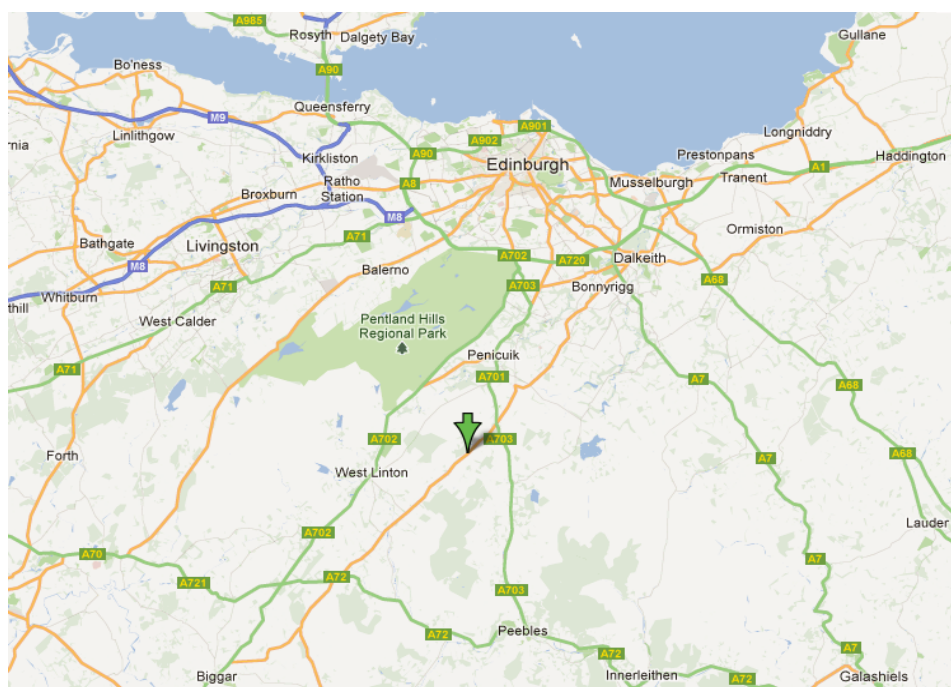 A985
Rosyth
Dalgety Bay
Gullane
Bo'ness
A90
Queensferry
M9
Linlithgow
A901
A902
Longniddry
rnia
Kirkliston
A90
Edinburgh
Prestonpans
Haddington
A1
Tranent
Ratho
Station
A8
Musselburgh
Broxburn
M8
Ormiston
Bathgate
Livingston
A71
A702
A720
Dalkeith
M8
Balerno
A68
A71
A703
Bonnyrigg
Whitburn
thill
West Calder
Pentland Hills
Regional Park
Penicuik
A71
A701
A7
A68
A702
A703
Forth
West Linton
A7
A68
Lauder
A702
A70
A7
A721
A72
A703
Peebles
A72
A7
A72
Biggar
Innerleithen
A72
Galashiels